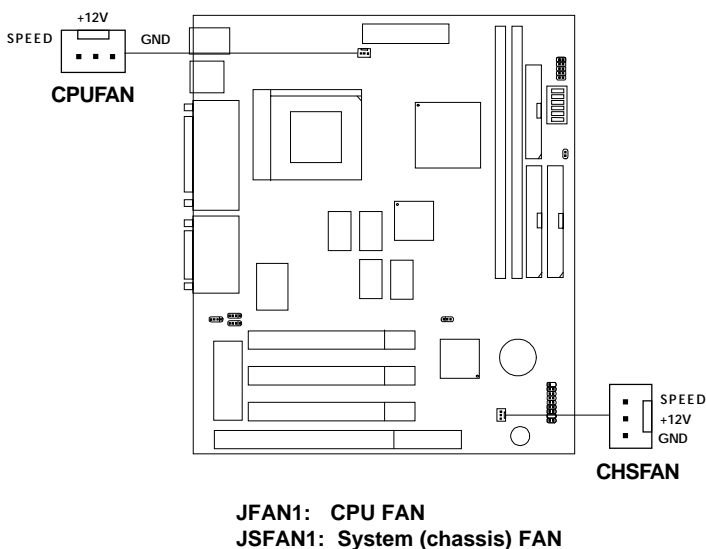 +12V
SPEED GND
CPUFAN
SPEED
+12V
GND
CHSFAN
JFAN1: CPU FAN
JSFAN1: System (chassis) FAN